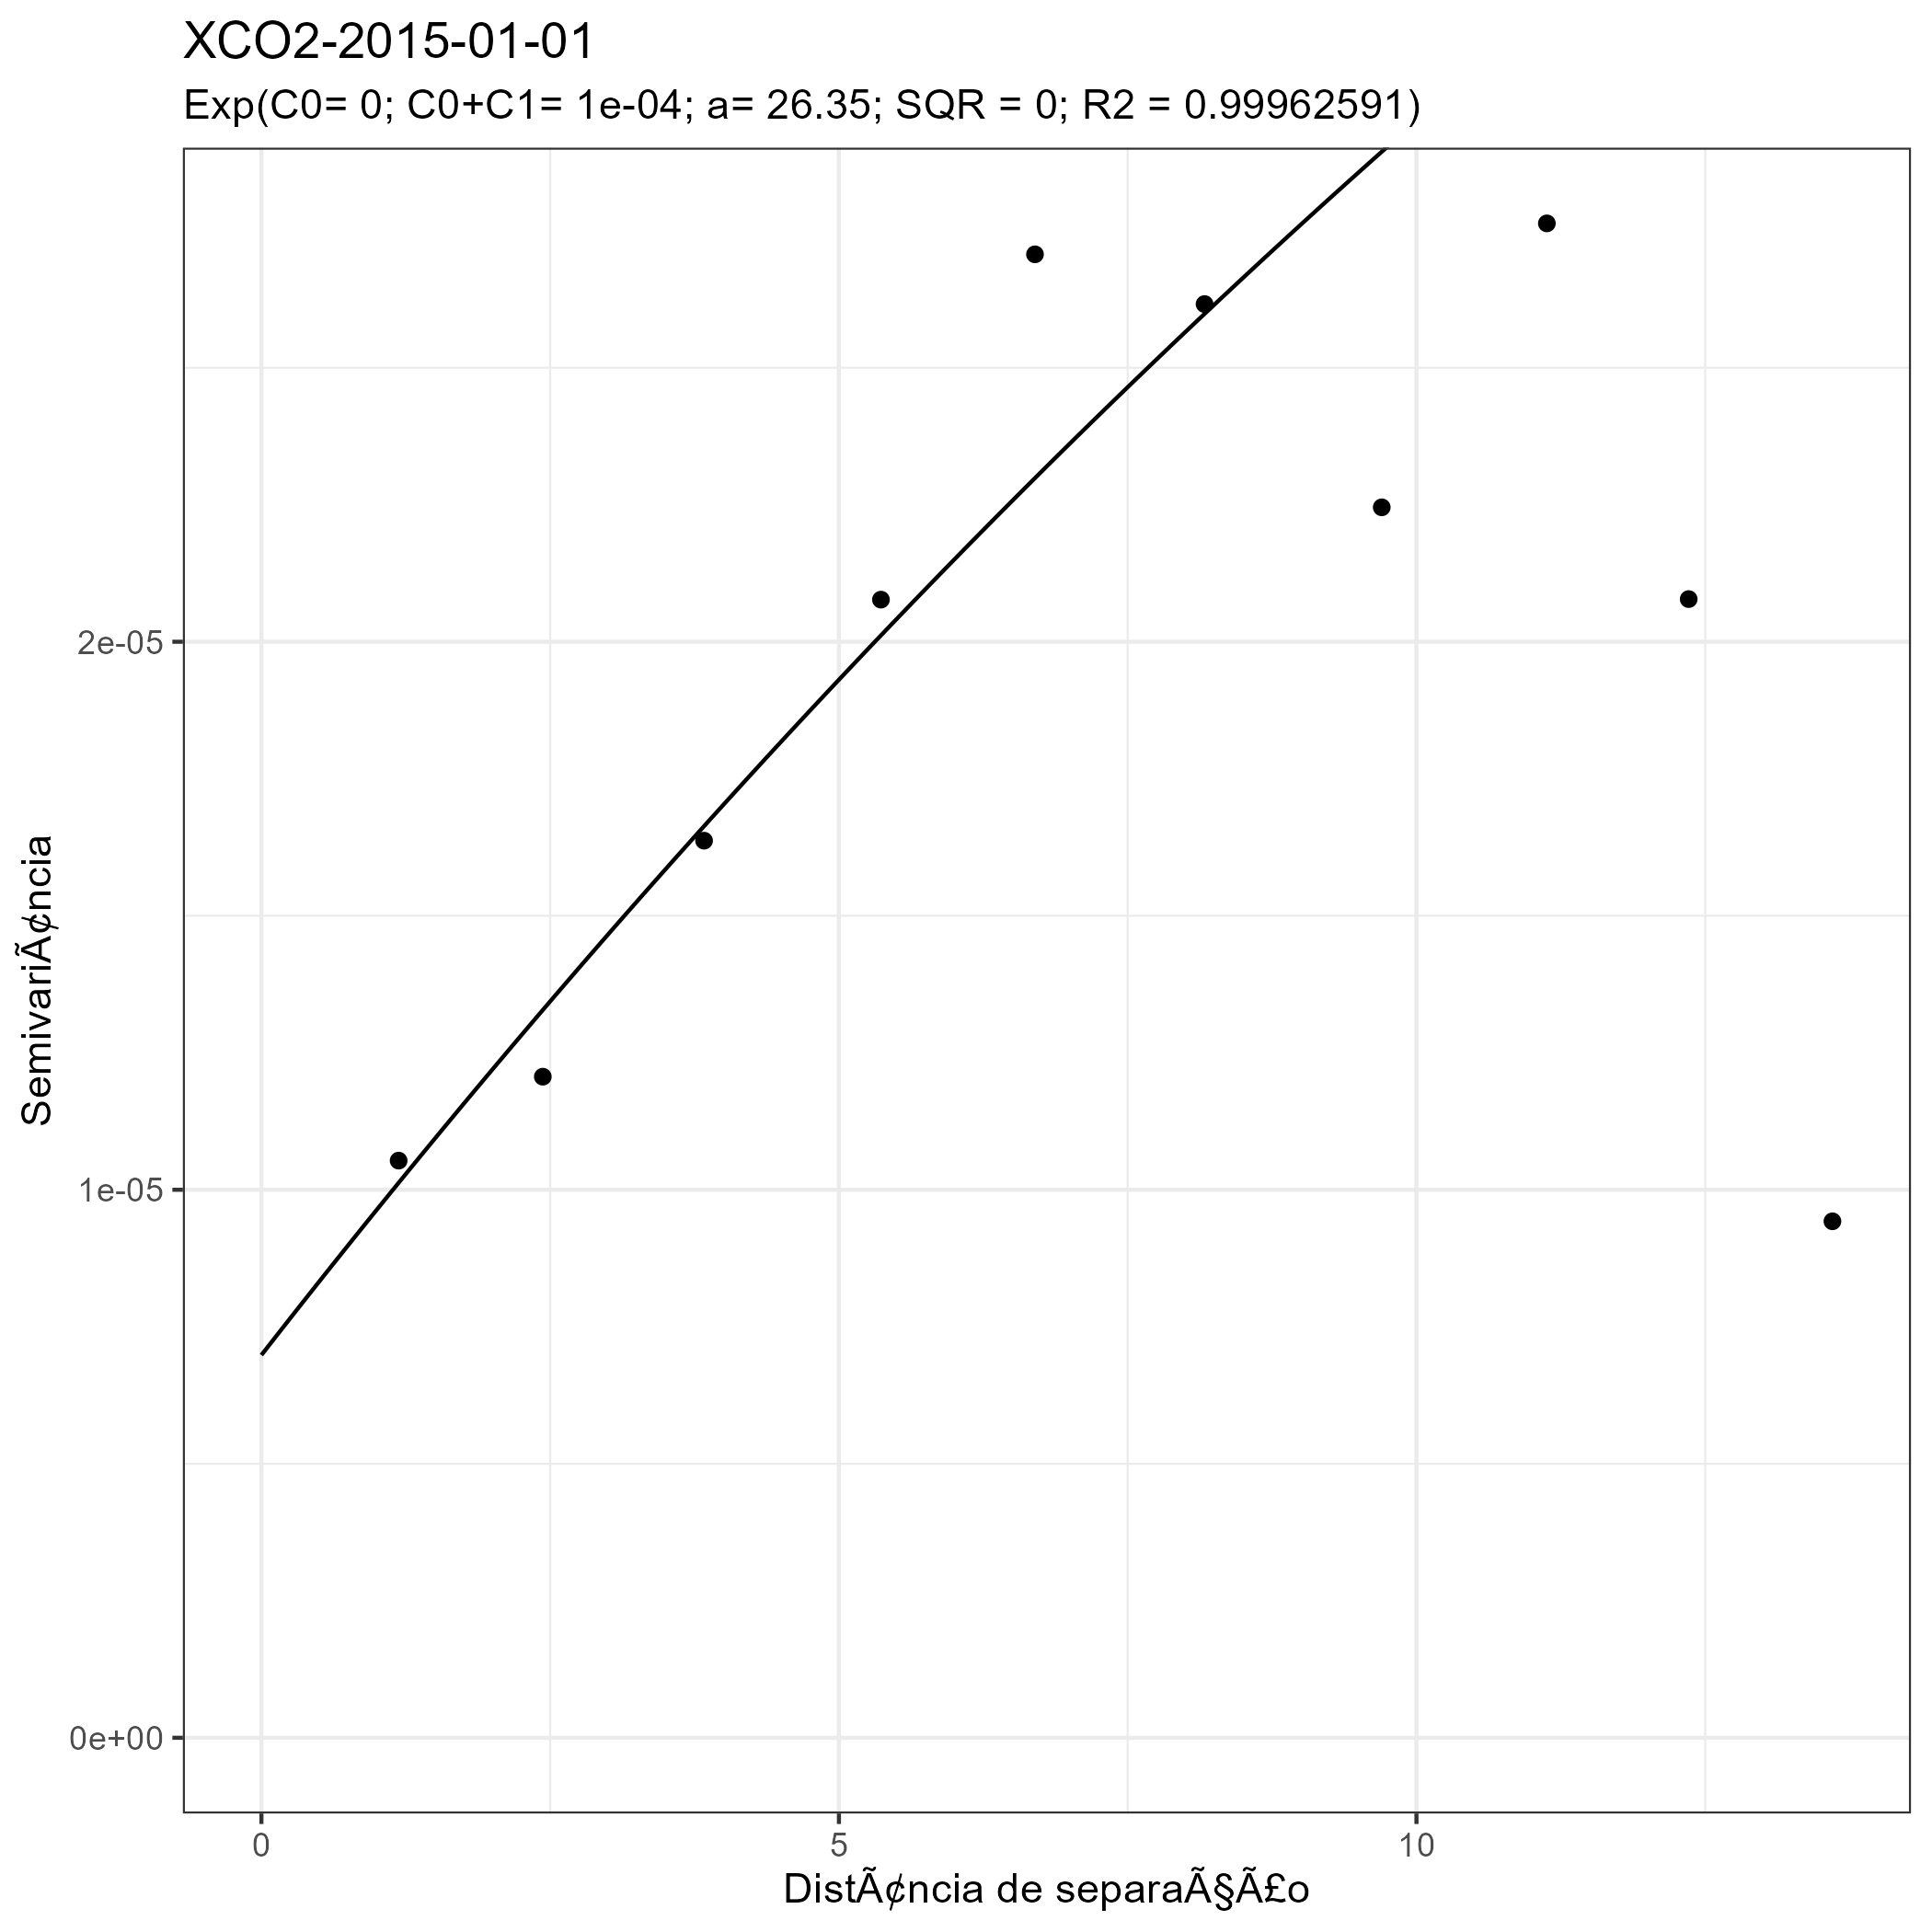 XCO2-2015-01-01
Exp(C0= 0; C0+C1= 1e-04; a= 26.35; SQR = 0; R2 = 0.99962591)
SemivariÃ¢ncia
2e-05
1e-05
0e+00
0
5
10
DistÃ¢ncia de separaÃ§Ã£o